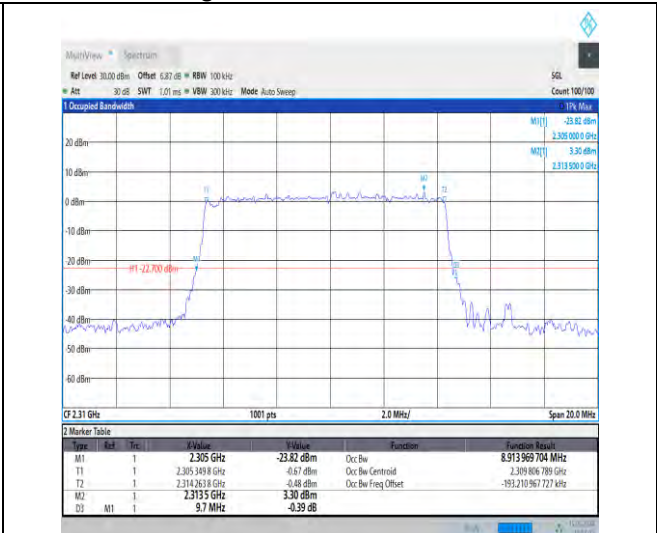 MultiView Spectrum
Ref Level 30.00 dBm Offset 6.87 dB RBW 100 kHz SGL
Att 30 dB SWT 1.01 ms VBW 300 kHz Mode Auto Sweep Count 100/100
1 Occupied Bandwidth 1Pk Max
M1[1] -23.82 dBm
2.305 000 0 GHz
20 dBm
M2[1] 3.30 dBm
2.313 500 0 GHz
10 dBm
M2
T1 T2
0 dBm
-10 dBm
-20 dBm
M1 D3
H1 -22.700 dBm
-30 dBm
-40 dBm
-50 dBm
-60 dBm
CF 2.31 GHz 1001 pts 2.0 MHz/ Span 20.0 MHz
2 Marker Table
Type Ref Trc X-Value Y-Value Function Function Result
M1 1 2.305 GHz -23.82 dBm Occ Bw 8.913 969 704 MHz
T1 1 2.305 349 8 GHz -0.67 dBm Occ Bw Centroid 2.309 806 789 GHz
T2 1 2.314 263 8 GHz -0.48 dBm Occ Bw Freq Offset -193.210 967 727 kHz
M2 1 2.313 5 GHz 3.30 dBm
D3 M1 1 9.7 MHz -0.39 dB